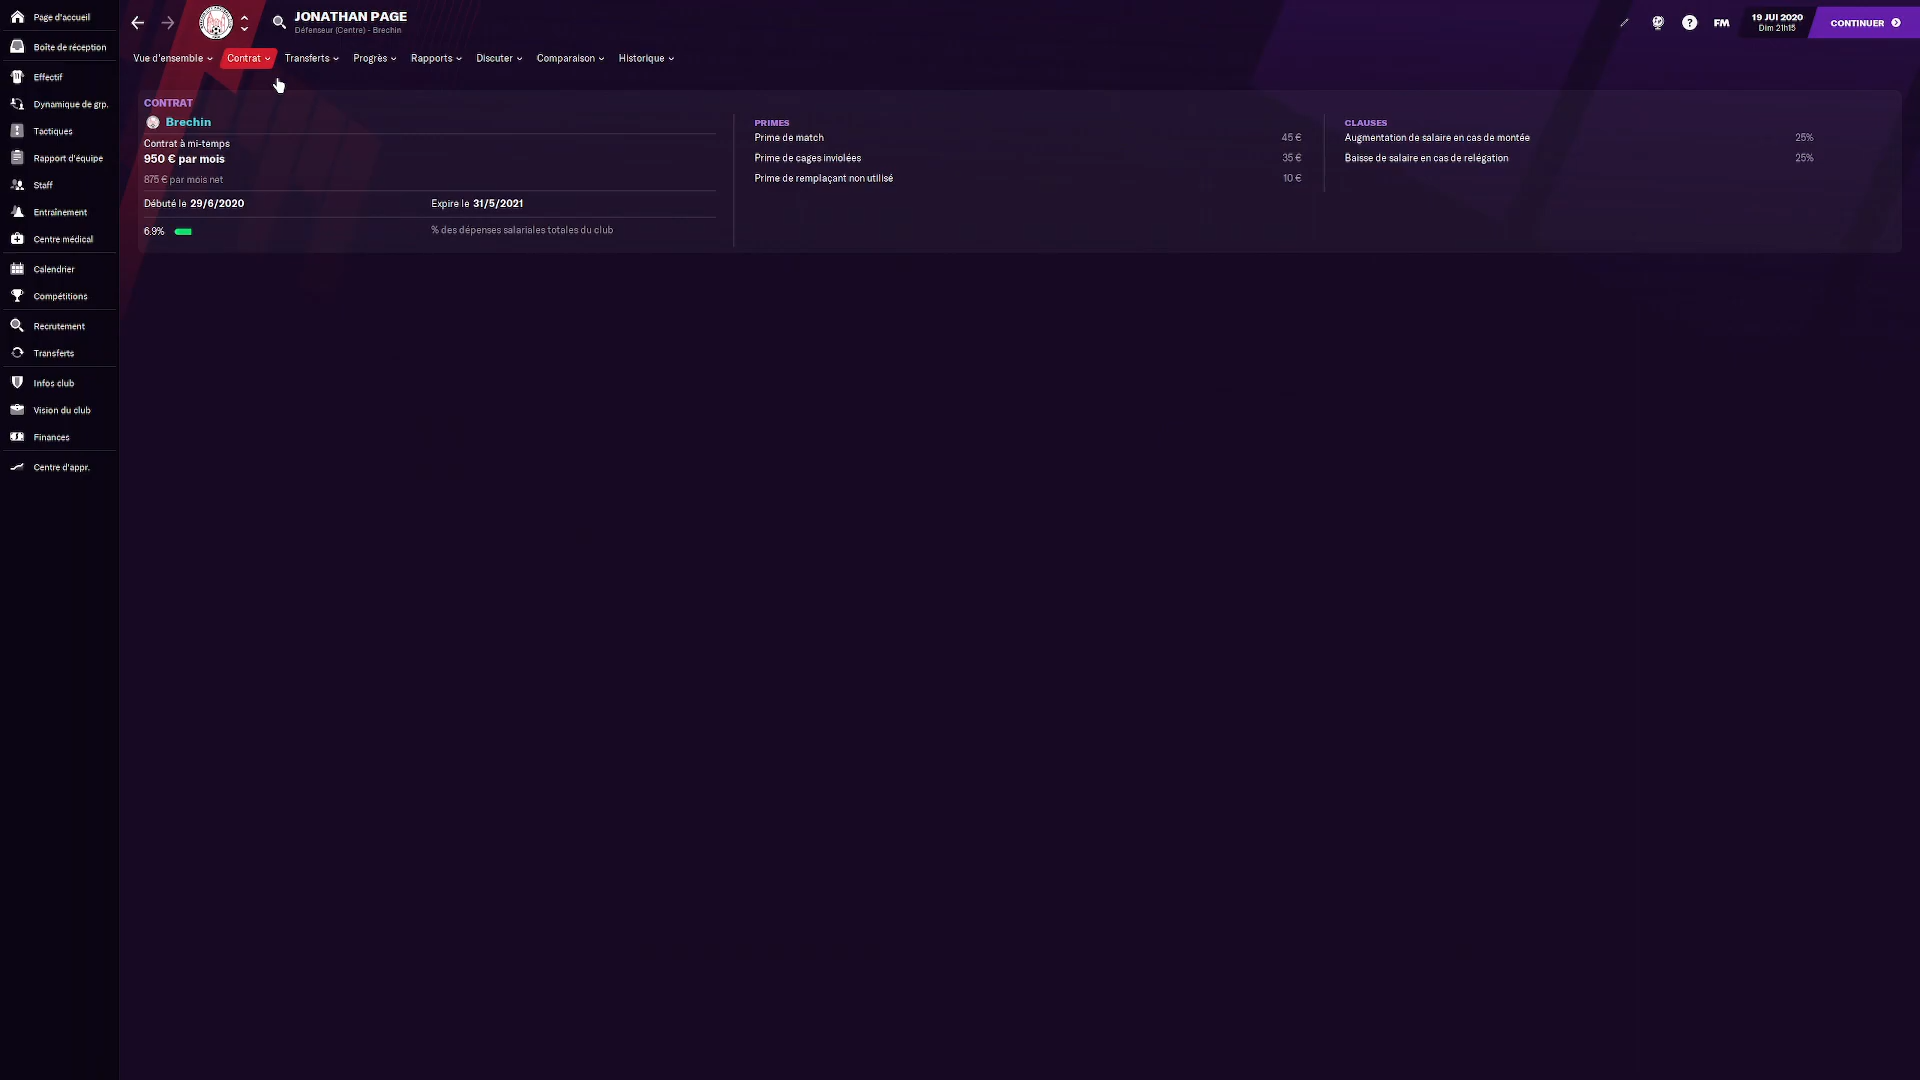 Page d'accueil
Boîte de réception
Effectif
Dynamique de grp.
Tactiques
Rapport d'équipe
Staff
Entraînement
Centre médical
Calendrier
Compétitions
Recrutement
Transferts
Infos club
Vision du club
Finances
Centre d'appr.
JONATHAN PAGE
Défenseur (Centre) - Brechin
FM
19 JUI 2020
Dim 21h15
CONTINUER
Vue d'ensemble Contrat Transferts Progrès Rapports Discuter Comparaison Historique
CONTRAT
Brechin
Contrat à mi-temps
950 € par mois
875 € par mois net
Débuté le 29/6/2020 Expire le 31/5/2021
6.9% % des dépenses salariales totales du club
PRIMES
Prime de match 45 €
Prime de cages inviolées 35 €
Prime de remplaçant non utilisé 10 €
CLAUSES
Augmentation de salaire en cas de montée 25%
Baisse de salaire en cas de relégation 25%